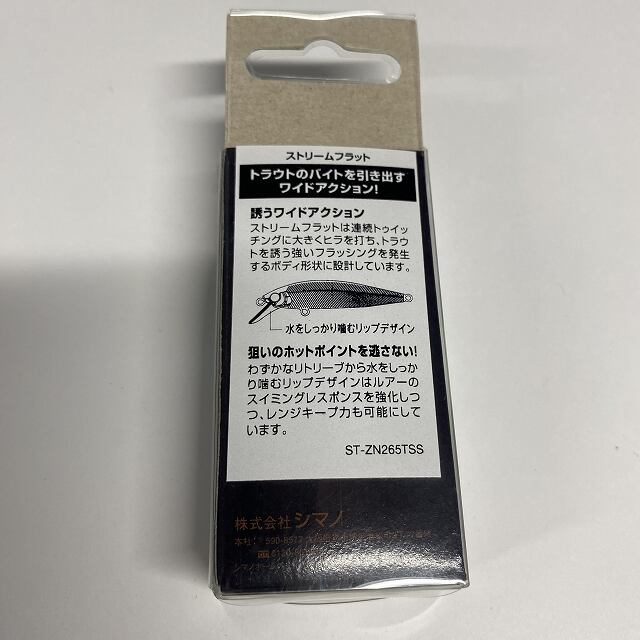 ストリームフラット
トラウトのバイトを引き出す
ワイドアクション!
誘うワイドアクション
ストリームフラットは連続トゥイッ
チングに大きくヒラを打ち、トラウ
トを誘う強いフラッシングを発生
するボディ形状に設計しています。
水をしっかり噛むリップデザイン
狙いのホットポイントを逃さない!
わずかなリトリーブから水をしっか
り噛むリップデザインはルアーの
スイミングレスポンスを強化しつ
つ、レンジキープ力も可能にして
います。
ST-ZN265TSS
株式会社 シマノ
本社:〒590-8577